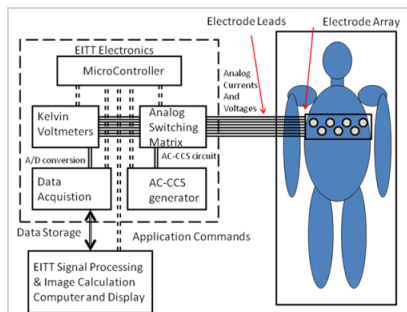 Electrode Leads
Electrode Array
EITT Electronics
MicroController
Analog
Currents
And
Voltages
Kelvin
Voltmeters
Analog
Switching
Matrix
A/D conversion
AC-CCS circuit
Data
Acquistion
AC-CCS
generator
Data Storage
Application Commands
EITT Signal Processing
& Image Calculation
Computer and Display